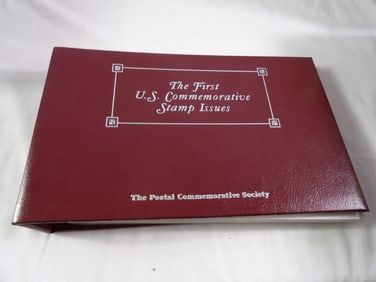 The First
U.S. Commemorative
Stamp Issues
The Postal Commemorative Society